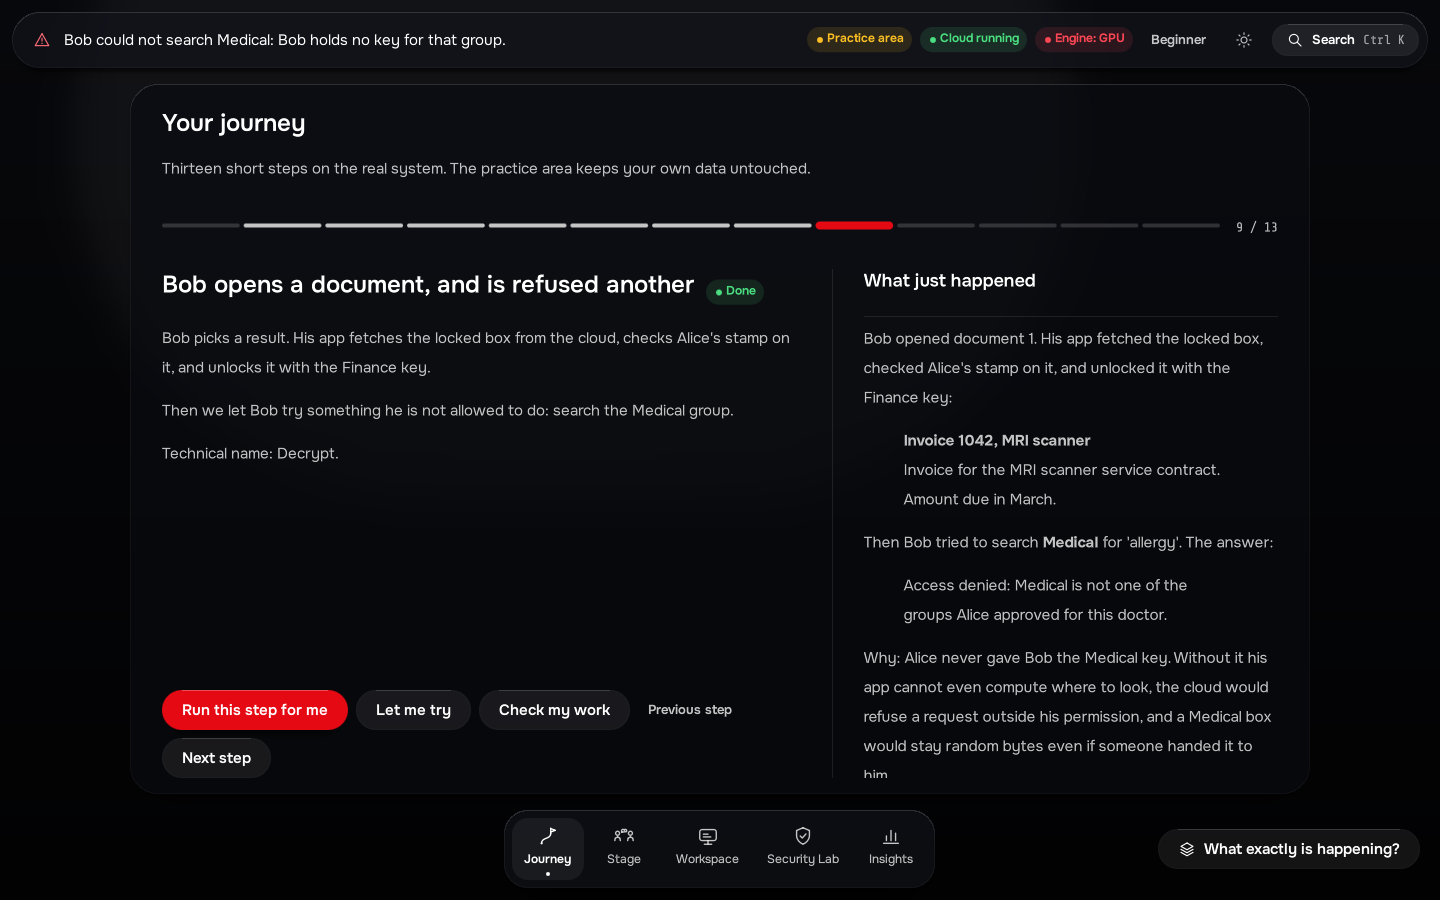 Bob could not search Medical: Bob holds no key for that group.
Practice area
Cloud running
Engine: GPU
Beginner
Search Ctrl K
Your journey
Thirteen short steps on the real system. The practice area keeps your own data untouched.
9 / 13
Bob opens a document, and is refused another
Done
Bob picks a result. His app fetches the locked box from the cloud, checks Alice's stamp on
it, and unlocks it with the Finance key.
Then we let Bob try something he is not allowed to do: search the Medical group.
Technical name: Decrypt.
Run this step for me
Let me try
Check my work
Previous step
Next step
What just happened
Bob opened document 1. His app fetched the locked box,
checked Alice's stamp on it, and unlocked it with the
Finance key:
Invoice 1042, MRI scanner
Invoice for the MRI scanner service contract.
Amount due in March.
Then Bob tried to search Medical for 'allergy'. The answer:
Access denied: Medical is not one of the
groups Alice approved for this doctor.
Why: Alice never gave Bob the Medical key. Without it his
app cannot even compute where to look, the cloud would
refuse a request outside his permission, and a Medical box
would stay random bytes even if someone handed it to
him
Journey
Stage
Workspace
Security Lab
Insights
What exactly is happening?